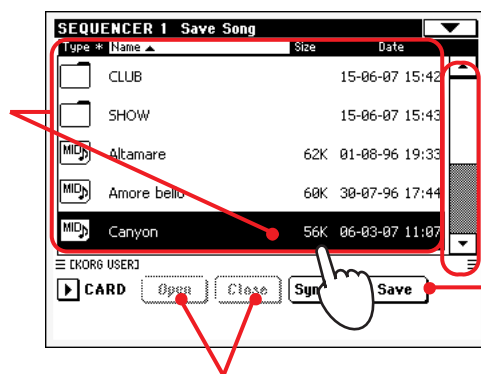 SEQUENCER 1 Save Song
Type * Name ▲ Size Date
CLUB 15-06-07 15:42
SHOW 15-06-07 15:43
MID Altamare 62K 01-08-96 19:33
MID Amore bello 60K 30-07-96 17:44
MID Canyon 56K 06-03-07 11:07
[KORG USER]
CARD Open Close Save